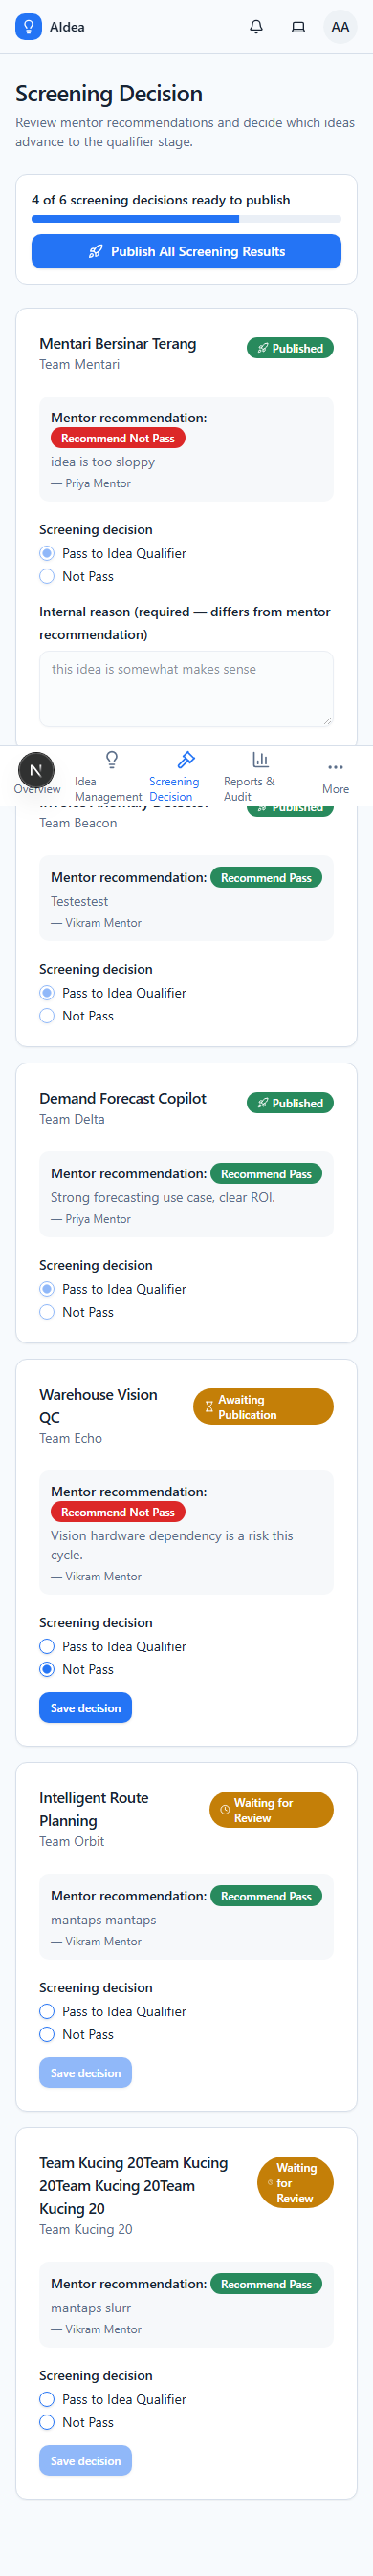 AIdea
AA
Screening Decision
Review mentor recommendations and decide which ideas
advance to the qualifier stage.
4 of 6 screening decisions ready to publish
Publish All Screening Results
Mentari Bersinar Terang
Published
Team Mentari
Mentor recommendation:
Recommend Not Pass
idea is too sloppy
— Priya Mentor
Screening decision
Pass to Idea Qualifier
Not Pass
Internal reason (required — differs from mentor
recommendation)
this idea is somewhat makes sense
N
Overview
Idea
Management
Screening
Decision
Reports &
Audit
More
Published
Team Beacon
Mentor recommendation: Recommend Pass
Testestest
— Vikram Mentor
Screening decision
Pass to Idea Qualifier
Not Pass
Demand Forecast Copilot
Published
Team Delta
Mentor recommendation: Recommend Pass
Strong forecasting use case, clear ROI.
— Priya Mentor
Screening decision
Pass to Idea Qualifier
Not Pass
Warehouse Vision
QC
Awaiting
Publication
Team Echo
Mentor recommendation:
Recommend Not Pass
Vision hardware dependency is a risk this
cycle.
— Vikram Mentor
Screening decision
Pass to Idea Qualifier
Not Pass
Save decision
Intelligent Route
Planning
Waiting for
Review
Team Orbit
Mentor recommendation: Recommend Pass
mantaps mantaps
— Vikram Mentor
Screening decision
Pass to Idea Qualifier
Not Pass
Save decision
Team Kucing 20Team Kucing
20Team Kucing 20Team
Kucing 20
Waiting
for
Review
Team Kucing 20
Mentor recommendation: Recommend Pass
mantaps slurr
— Vikram Mentor
Screening decision
Pass to Idea Qualifier
Not Pass
Save decision